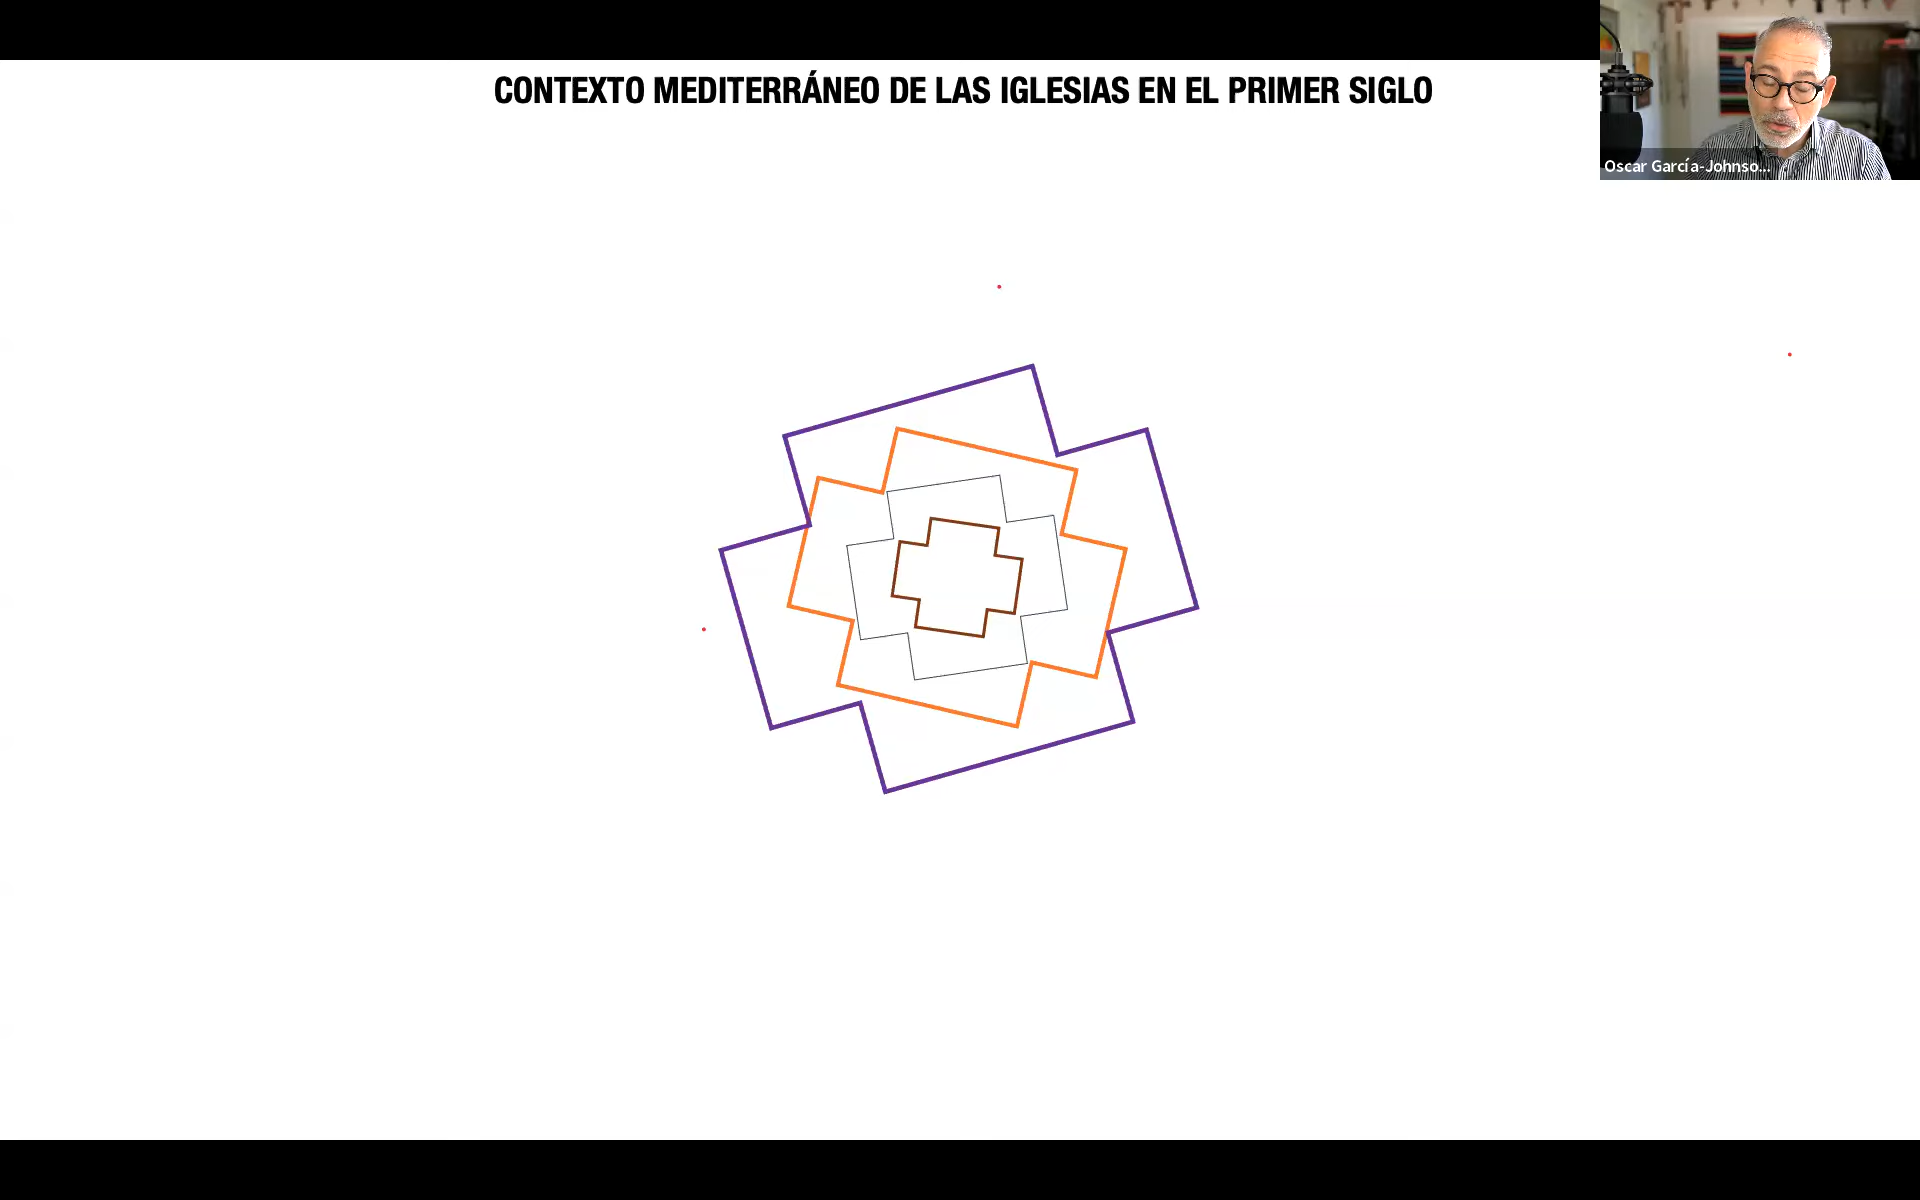 CONTEXTO MEDITERRÁNEO DE LAS IGLESIAS EN EL PRIMER SIGLO
Oscar García-Johnso...